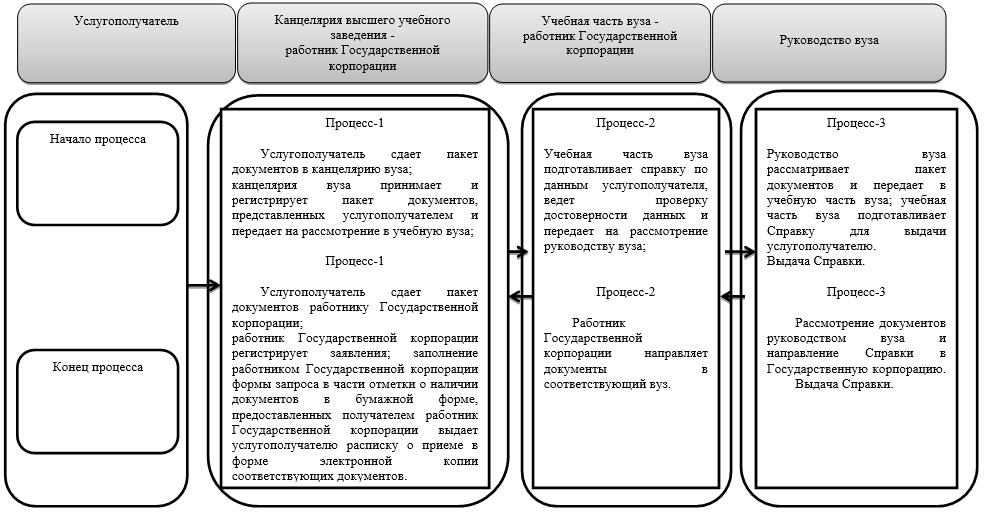 Услугополучатель
Канцелярия высшего учебного
заведения -
работник Государственной
корпорации
Учебная часть вуза -
работник Государственной
корпорации
Руководство вуза
Начало процесса
Конец процесса
Процесс-1
Услугополучатель сдает пакет
документов в канцелярию вуза;
канцелярия вуза принимает и
регистрирует пакет документов,
представленных услугополучателем и
передает на рассмотрение в учебную вуза;
Процесс-1
Услугополучатель сдает пакет
документов работнику Государственной
корпорации;
работник Государственной корпорации
регистрирует заявления; заполнение
работником Государственной корпорации
формы запроса в части отметки о наличии
документов в бумажной форме,
предоставленных получателем работник
Государственной корпорации выдает
услугополучателю расписку о приеме в
форме электронной копии
соответствующих документов.
Процесс-2
Учебная часть вуза
подготавливает справку по
данным услугополучателя,
ведет проверку
достоверности данных и
передает на рассмотрение
руководству вуза;
Процесс-2
Работник
Государственной
корпорации направляет
документы в
соответствующий вуз.
Процесс-3
Руководство вуза
рассматривает пакет
документов и передает в
учебную часть вуза; учебная
часть вуза подготавливает
Справку для выдачи
услугополучателю.
Выдача Справки.
Процесс-3
Рассмотрение документов
руководством вуза и
направление Справки в
Государственную корпорацию.
Выдача Справки.